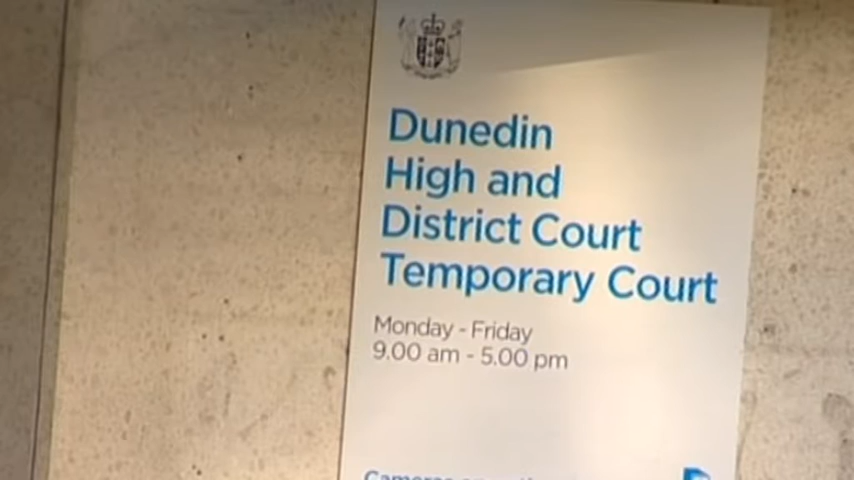 Dunedin
High and
District Court
Temporary Court
Monday - Friday
9.00 am - 5.00 pm